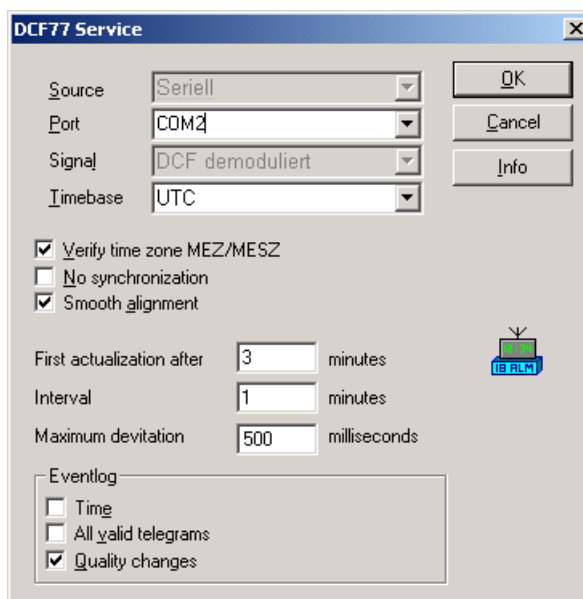 DCF77 Service
Source Seriell OK
Port COM2 Cancel
Signal DCF demoduliert Info
Timebase UTC
Verify time zone MEZ/MESZ
No synchronization
Smooth alignment
First actualization after 3 minutes
Interval 1 minutes
Maximum devitation 500 milliseconds
IB ALM
Eventlog
Time
All valid telegrams
Quality changes